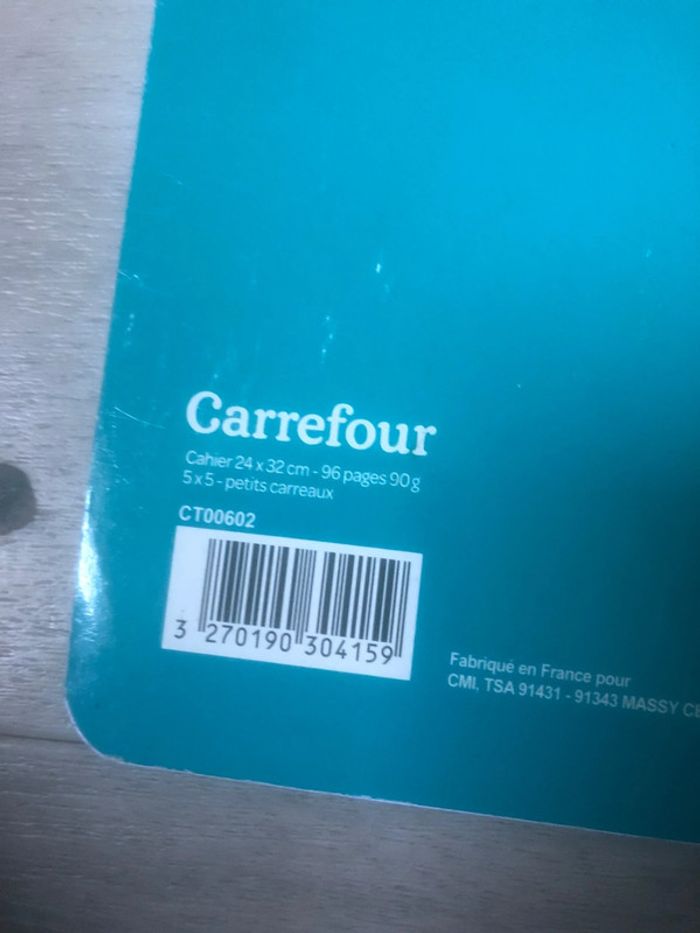 Carrefour
Cahier 24 x 32 cm - 96 pages 90 g
5 x 5 - petits carreaux
CT00602
3 270190 304159
Fabriqué en France pour
CMI, TSA 91431 - 91343 MASSY